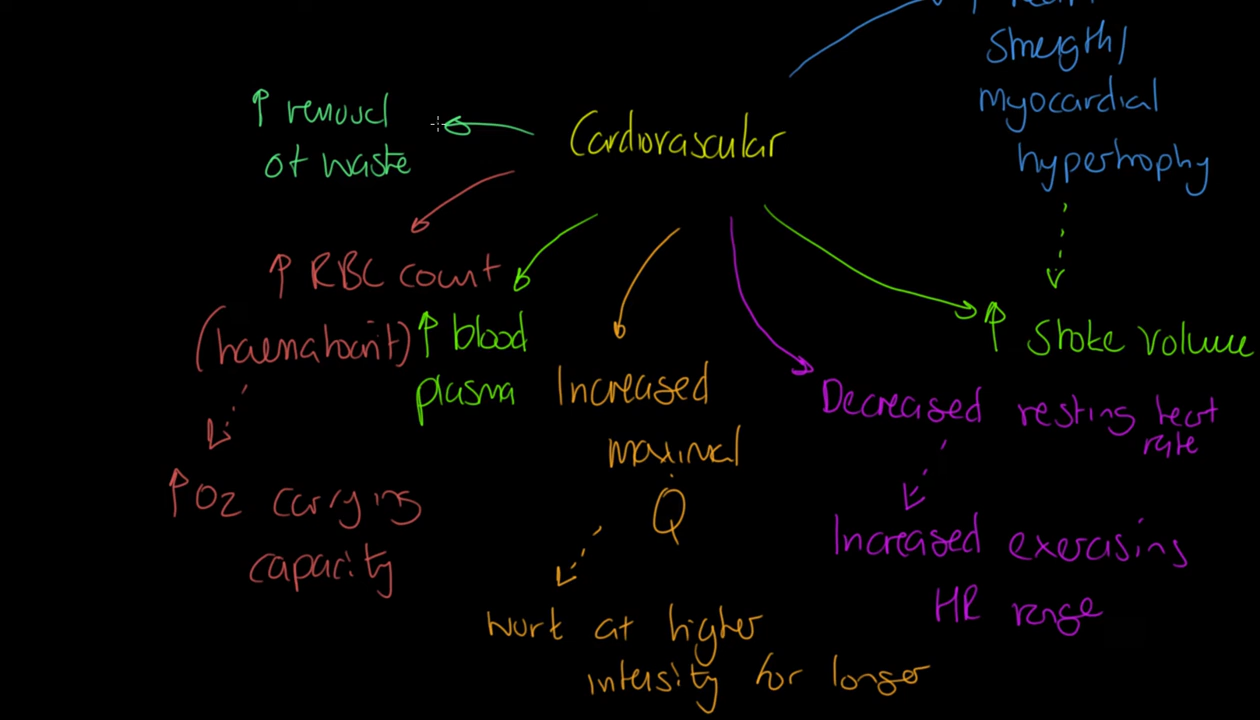 strength/
myocardial
hypertrophy
Cardiovascular
↑ removal
of waste
↑ RBC count
(haematocrit)
↑ O2 carrying
capacity
↑ blood
plasma
Increased
maximal
Q
work at higher
intensity for longer
Decreased resting heart
rate
Increased exercising
HR range
↑ Stroke volume